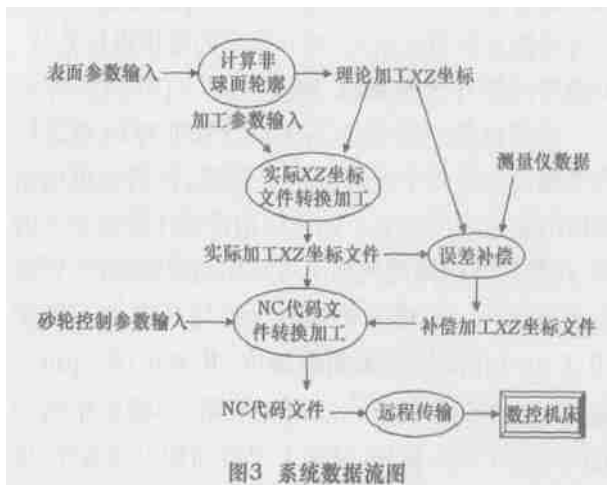 计算非
球面轮廓
表面参数输入
理论加工XZ坐标
加工参数输入
实际XZ坐标
文件转换加工
测量仪数据
实际加工XZ坐标文件
误差补偿
NC代码文
件转换加工
砂轮控制参数输入
补偿加工XZ坐标文件
NC代码文件
远程传输
数控机床
图3 系统数据流图